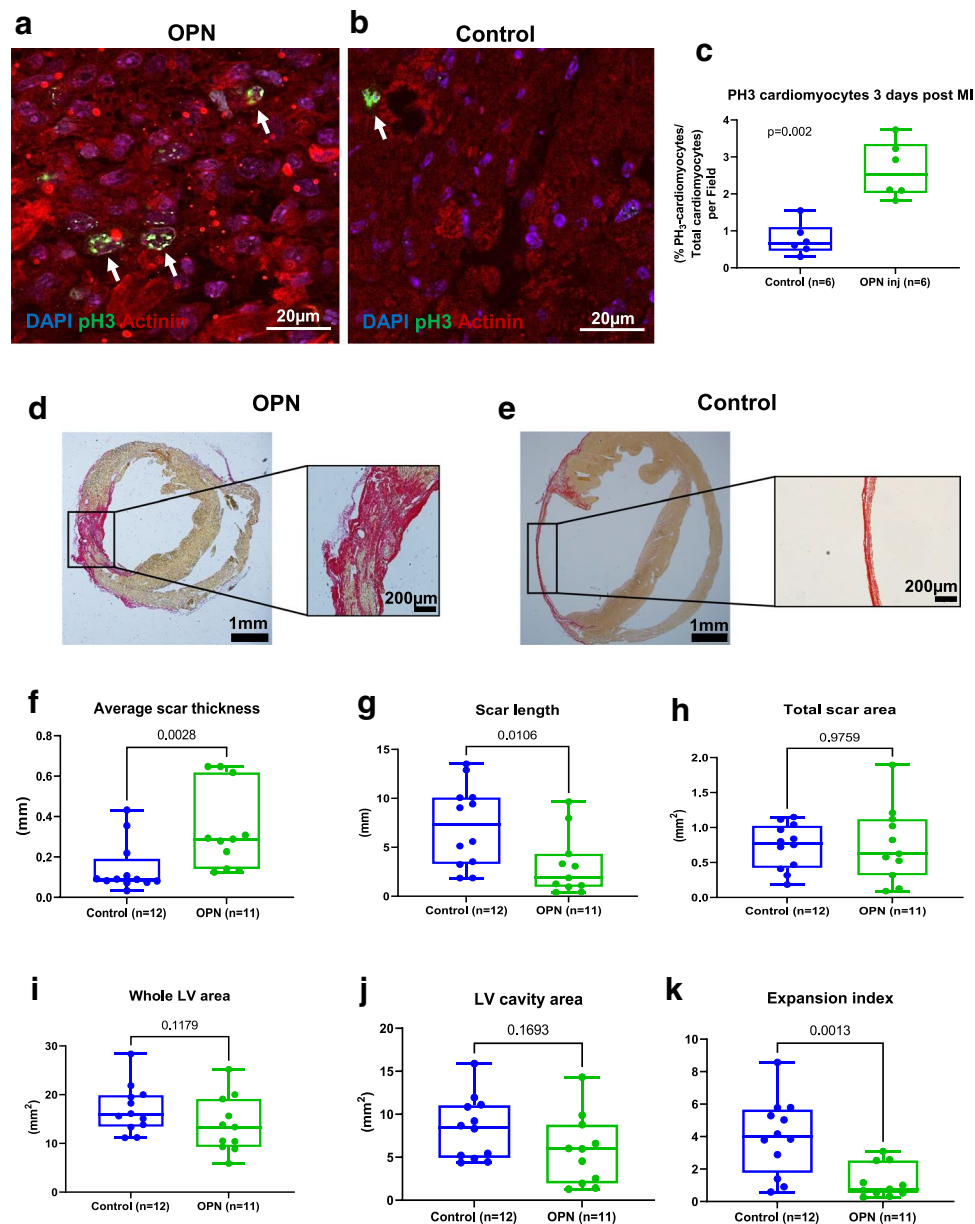 a
OPN
DAPI pH3 Actinin
20µm
b
Control
DAPI pH3 Actinin
20µm
c
PH3 cardiomyocytes 3 days post MI
(% PH₃-cardiomyocytes/
Total cardiomyocytes)
per Field
4
3
2
1
0
p=0.002
Control (n=6)
OPN inj (n=6)
d
OPN
1mm
200µm
e
Control
1mm
200µm
f
Average scar thickness
0.0028
(mm)
0.8
0.6
0.4
0.2
0.0
Control (n=12)
OPN (n=11)
g
Scar length
0.0106
(mm)
15
10
5
0
Control (n=12)
OPN (n=11)
h
Total scar area
0.9759
(mm²)
2.0
1.5
1.0
0.5
0.0
Control (n=12)
OPN (n=11)
i
Whole LV area
0.1179
(mm²)
30
20
10
0
Control (n=12)
OPN (n=11)
j
LV cavity area
0.1693
(mm²)
20
15
10
5
0
Control (n=12)
OPN (n=11)
k
Expansion index
0.0013
10
8
6
4
2
0
Control (n=12)
OPN (n=11)